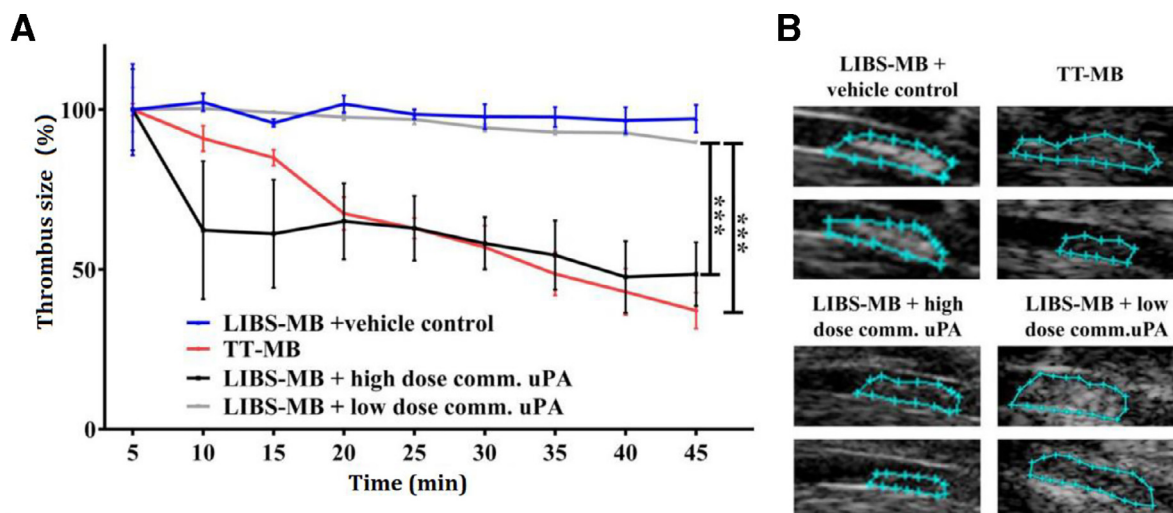 A
Thrombus size (%)
100
50
0
5 10 15 20 25 30 35 40 45
Time (min)
LIBS-MB +vehicle control
TT-MB
LIBS-MB + high dose comm. uPA
LIBS-MB + low dose comm. uPA
***
***
B
LIBS-MB +
vehicle control
TT-MB
LIBS-MB + high
dose comm. uPA
LIBS-MB + low
dose comm.uPA